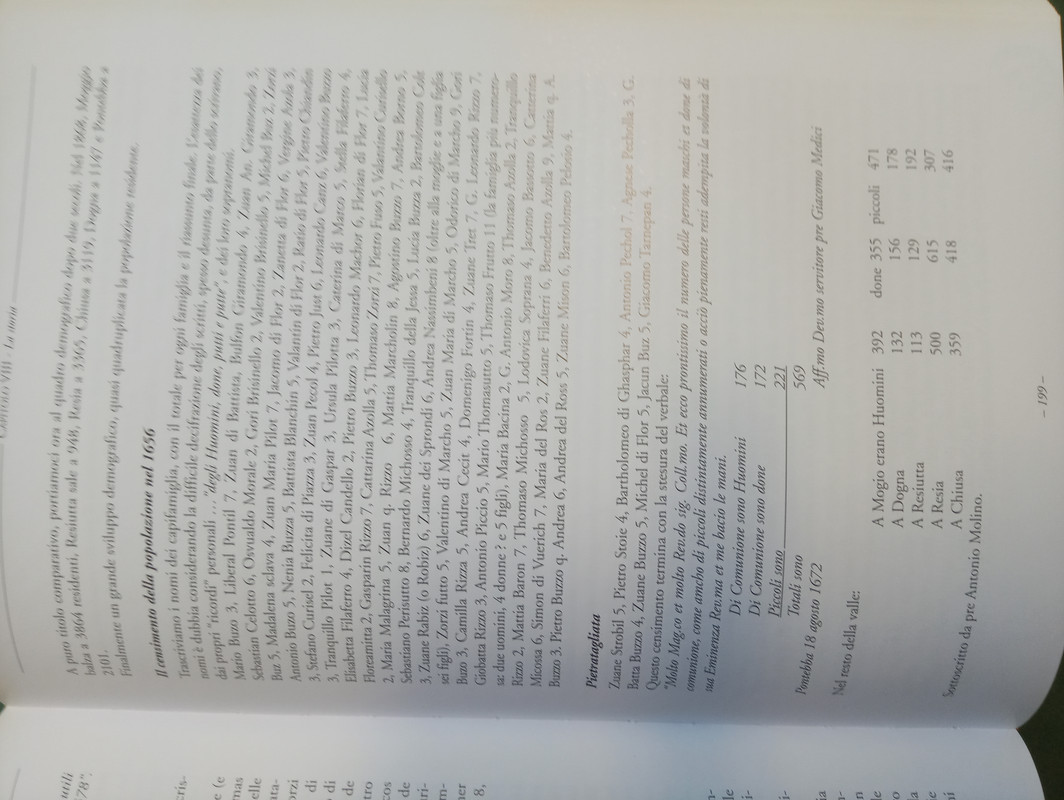 CAPITOLO VIII - La storia
A puro titolo comparativo, portiamoci ora al quadro demografico dopo due secoli. Nel 1868, Moggio
balza a 3864 residenti, Resiutta sale a 948, Resia a 3365, Chiusa a 3119, Dogna a 1147 e Pontebba a
2101.
Finalmente un grande sviluppo demografico, quasi quadruplicata la popolazione residente.
Il censimento della popolazione nel 1656
Trascriviamo i nomi dei capifamiglia, con il totale per ogni famiglia e il riassunto finale. L'esattezza dei
nomi è dubbia considerando la difficile decifrazione degli scritti, spesso desunta, da parte dello scrivano,
dai propri "ricordi" personali ... "degli Huomini, done, putti e putte", e dei loro sopranomi.
Mario Buzo 3, Liberal Pontil 7, Zuan di Battista, Bulfon Giramondo 4, Zuan An. Giramondo 3,
Sebastian Celotto 6, Osvualdo Morale 2, Gori Brisinello 2, Valentino Brisinello 5, Michel Buz 2, Zorzi
Buz 5, Madalena sclava 4, Zuan Maria Pilot 7, Jacomo di Flor 2, Zanetta di Flor 6, Vergine Azola 3,
Antonio Buzo 5, Nenia Buzza 5, Battista Blanchin 5, Valantin di Flor 2, Ratio di Flor 5, Pietro Chiandin
3, Stefano Curisel 2, Felicita di Piazza 3, Zuan Pecol 4, Pietro Just 6, Leonardo Canz 6, Valentino Buzzo
3, Tranquillo Pilot 1, Zuane di Gaspar 3, Ursula Pilotta 3, Caterina di Marco 5, Stella Filaferro 4,
Elisabetta Filaferro 4, Dizel Candello 2, Pietro Buzzo 3, Leonardo Machor 6, Florian di Flor 7, Lucia
Floreamitta 2, Gasparin Rizzo 7, Cattarina Azolla 5, Thomaso Zorzi 7, Pietro Fuso 5, Valentino Curisello
2, Maria Malagrina 5, Zuan q. Rizzo 6, Mattia Marcholin 8, Agostino Buzzo 7, Andrea Borno 5,
Sebastiano Perisutto 8, Bernardo Michosso 4, Tranquillo della Jessa 5, Lucia Buzza 2, Bartolomeo Cole
3, Zuane Rabiz (o Robiz) 6, Zuane dei Sprondi 6, Andrea Nassimbeni 8 (oltre alla moglie e a una figlia
sei figli), Zorzi futto 5, Valentino di Marcho 5, Zuan Maria di Marcho 5, Odorico di Marcho 9, Gori
Buzo 3, Camilla Rizza 5, Andrea Cecit 4, Domenigo Fortin 4, Zuane Tret 7, G. Leonardo Rizzo 7,
Giobatta Rizzo 3, Antonio Piccio 5, Mario Thomasutto 5, Thomaso Frutto 11 (la famiglia più numero-
sa: due uomini, 4 donne ? e 5 figli), Maria Bacina 2, G. Antonio Moro 8, Thomaso Azolla 2, Tranquillo
Rizzo 2, Mattia Baron 7, Thomaso Michosso 5, Lodovica Soprana 4, Jacomo Bassotto 6, Catterina
Micossa 6, Simon di Vuerich 7, Maria del Ros 2, Zuane Filaferri 6, Benedetto Azolla 9, Mattia q. A.
Buzzo 3, Pietro Buzzo q. Andrea 6, Andrea del Ross 5, Zuane Mison 6, Bartolomeo Pelosio 4.
Pietratagliata
Zuane Strobil 5, Pietro Stoie 4, Bartholomeo di Ghasphar 4, Antonio Pechol 7, Agnese Pecholla 3, G.
Batta Buzzo 4, Zuane Buzzo 5, Michel di Flor 5, Jacun Buz 5, Giacomo Tarnepan 4.
Questo censimento termina con la stesura del verbale:
"Molto Mag.co et molto Ren.do sig. Coll.mo. Et ecco prontissimo il numero delle persone maschi et done di
comunione, come ancho di piccoli distintamente annumenti o acciò pienamente resti adempita la volontà di
sua Eminenza Rev.ma et me bacio le mani.
Di Comunione sono Huomini 176
Di Comunione sono done 172
Piccoli sono 221
Totali sono 569
Pontebba 18 agosto 1672 Aff.mo Dev.mo servitore pre Giacomo Medici
Nel resto della valle:
A Mogio erano Huomini 392 done 355 piccoli 471
A Dogna 132 156 178
A Resiutta 113 129 192
A Resia 500 615 307
A Chiusa 359 418 416
Sottoscritto da pre Antonio Molino.
– 199 –